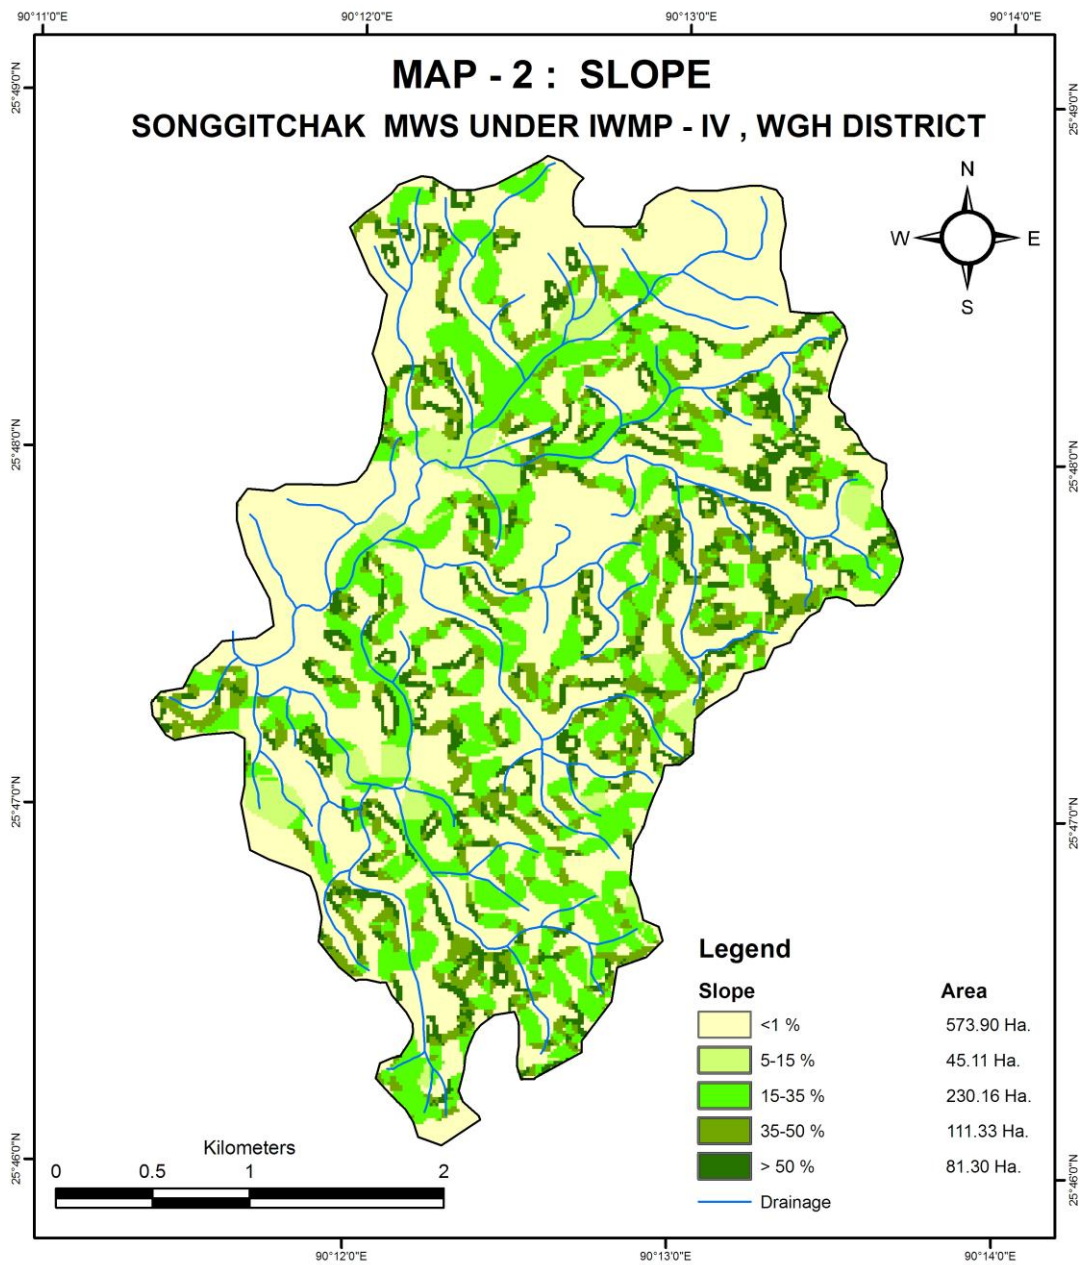 90°11'0"E 90°12'0"E 90°13'0"E 90°14'0"E
MAP - 2 : SLOPE
SONGGITCHAK MWS UNDER IWMP - IV , WGH DISTRICT
25°49'0"N
25°49'0"N
N
W E
S
25°48'0"N
25°48'0"N
25°47'0"N
25°47'0"N
Legend
Slope Area
<1 % 573.90 Ha.
5-15 % 45.11 Ha.
15-35 % 230.16 Ha.
35-50 % 111.33 Ha.
> 50 % 81.30 Ha.
Drainage
25°46'0"N
25°46'0"N
Kilometers
0 0.5 1 2
90°12'0"E 90°13'0"E 90°14'0"E